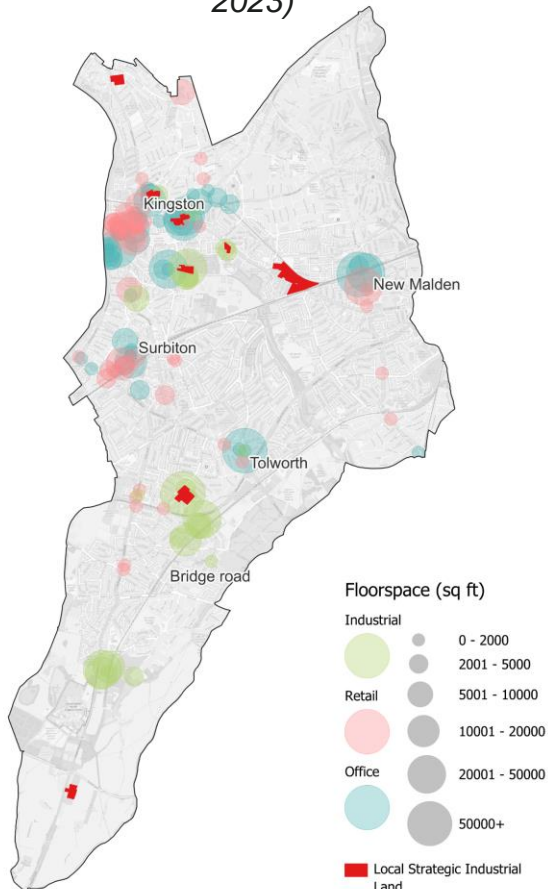 2023)
Kingston
New Malden
Surbiton
Tolworth
Bridge road
Floorspace (sq ft)
Industrial
0 - 2000
2001 - 5000
5001 - 10000
Retail
10001 - 20000
20001 - 50000
Office
50000+
Local Strategic Industrial
Land